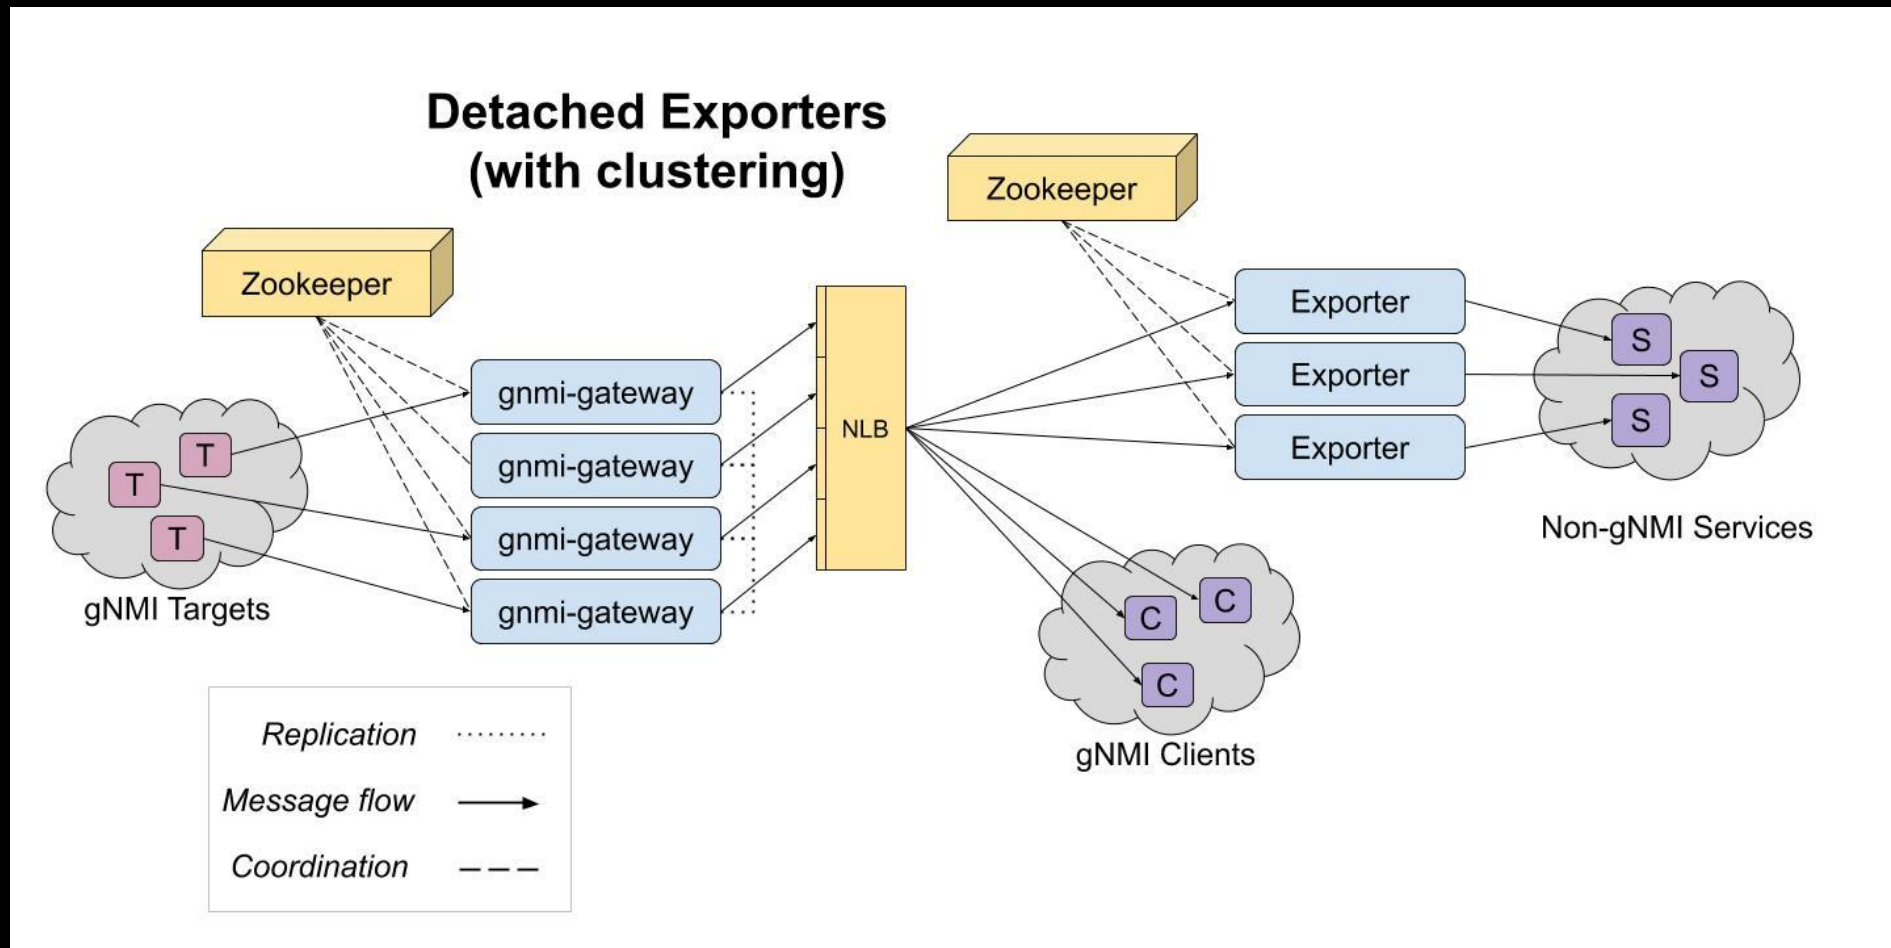 Detached Exporters
(with clustering)
Zookeeper
Zookeeper
gnmi-gateway
gnmi-gateway
gnmi-gateway
gnmi-gateway
T
T
T
gNMI Targets
NLB
Exporter
Exporter
Exporter
S
S
S
Non-gNMI Services
C
C
C
gNMI Clients
Replication
Message flow
Coordination